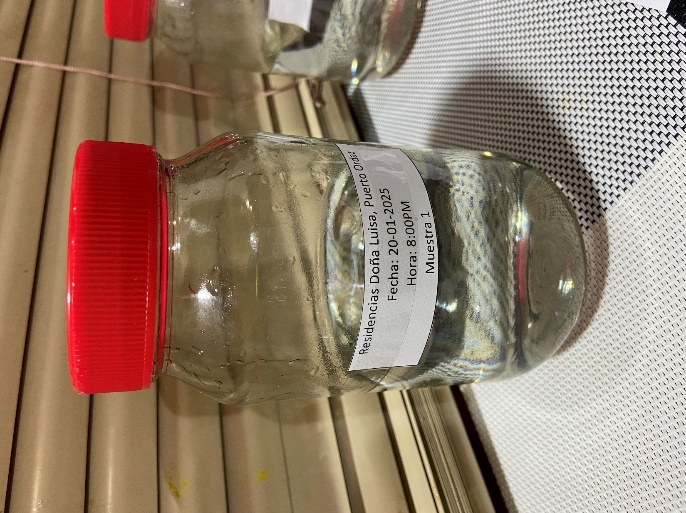 Residencias Doña Luisa, Puerto Ordaz
Fecha: 20-01-2025
Hora: 8:00PM
Muestra 1